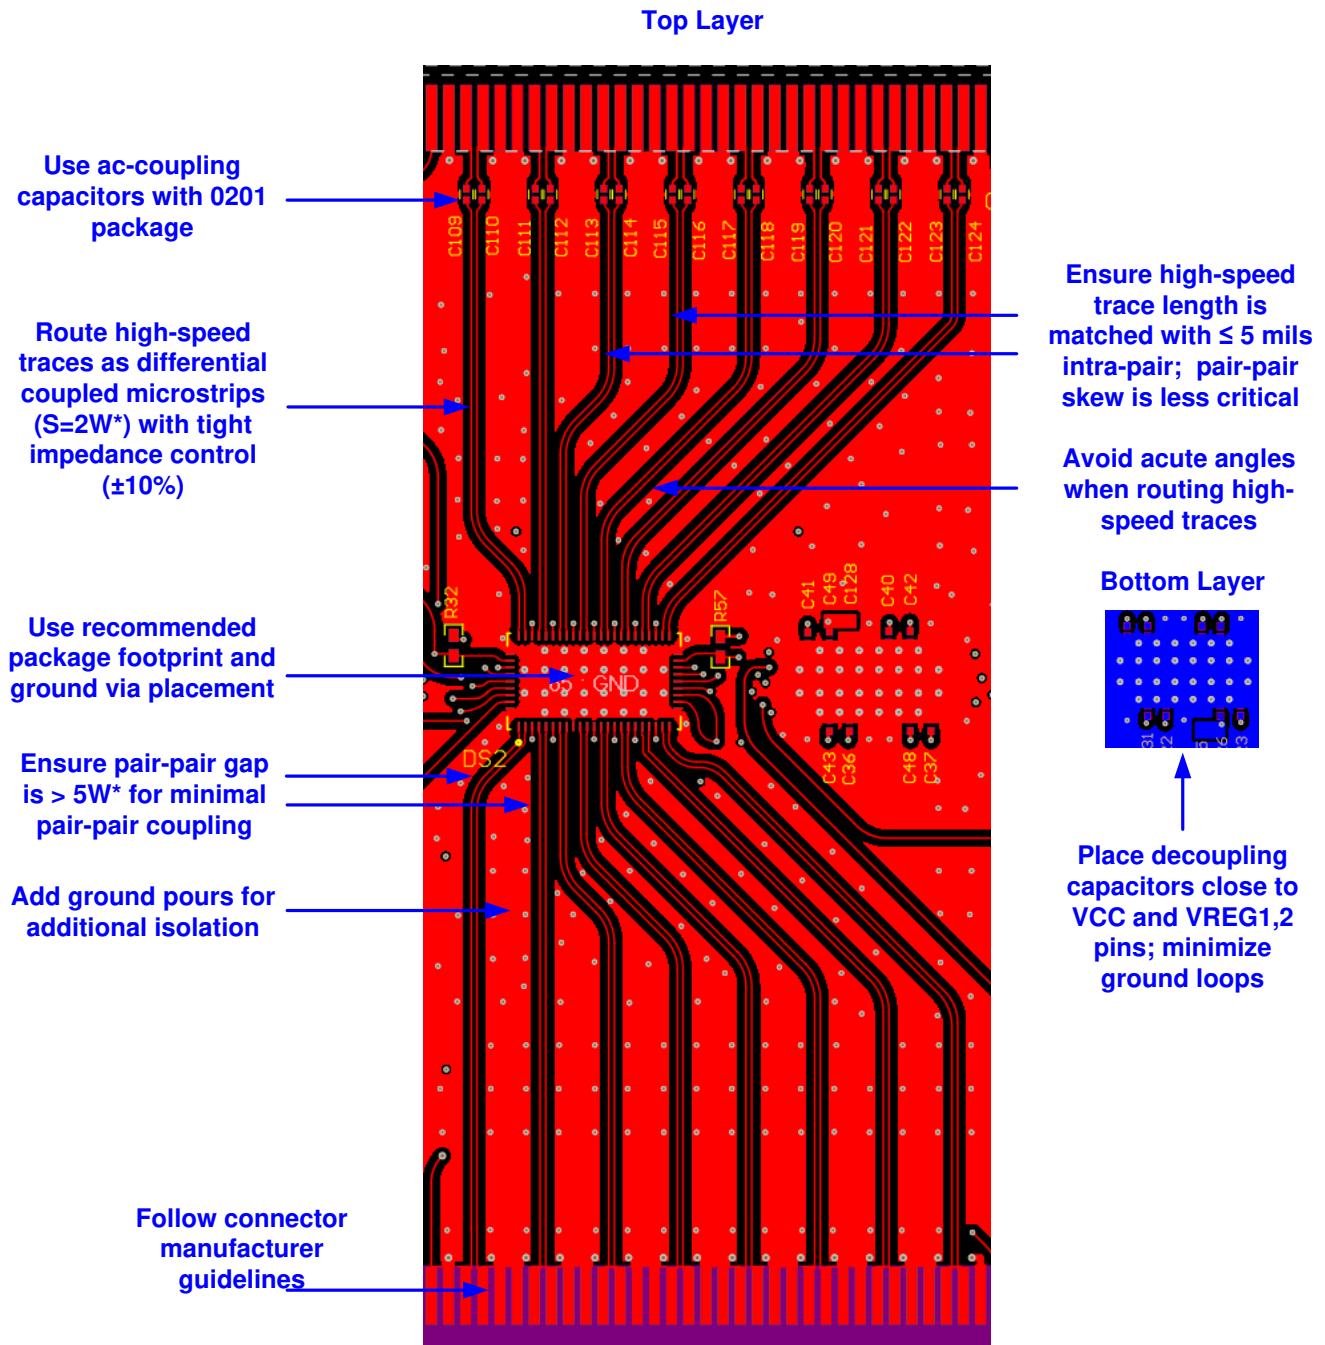 Top Layer
Use ac-coupling
capacitors with 0201
package
C109
C110
C111
C112
C113
C114
C115
C116
C117
C118
C119
C120
C121
C122
C123
C124
Route high-speed
traces as differential
coupled microstrips
(S=2W*) with tight
impedance control
(±10%)
Ensure high-speed
trace length is
matched with ≤ 5 mils
intra-pair; pair-pair
skew is less critical
Avoid acute angles
when routing high-
speed traces
Bottom Layer
R32
R57
C41
C49
C128
C40
C42
Use recommended
package footprint and
ground via placement
65 : GND
DS2
C43
C36
C48
C37
31
22
Ensure pair-pair gap
is > 5W* for minimal
pair-pair coupling
Add ground pours for
additional isolation
Place decoupling
capacitors close to
VCC and VREG1,2
pins; minimize
ground loops
Follow connector
manufacturer
guidelines